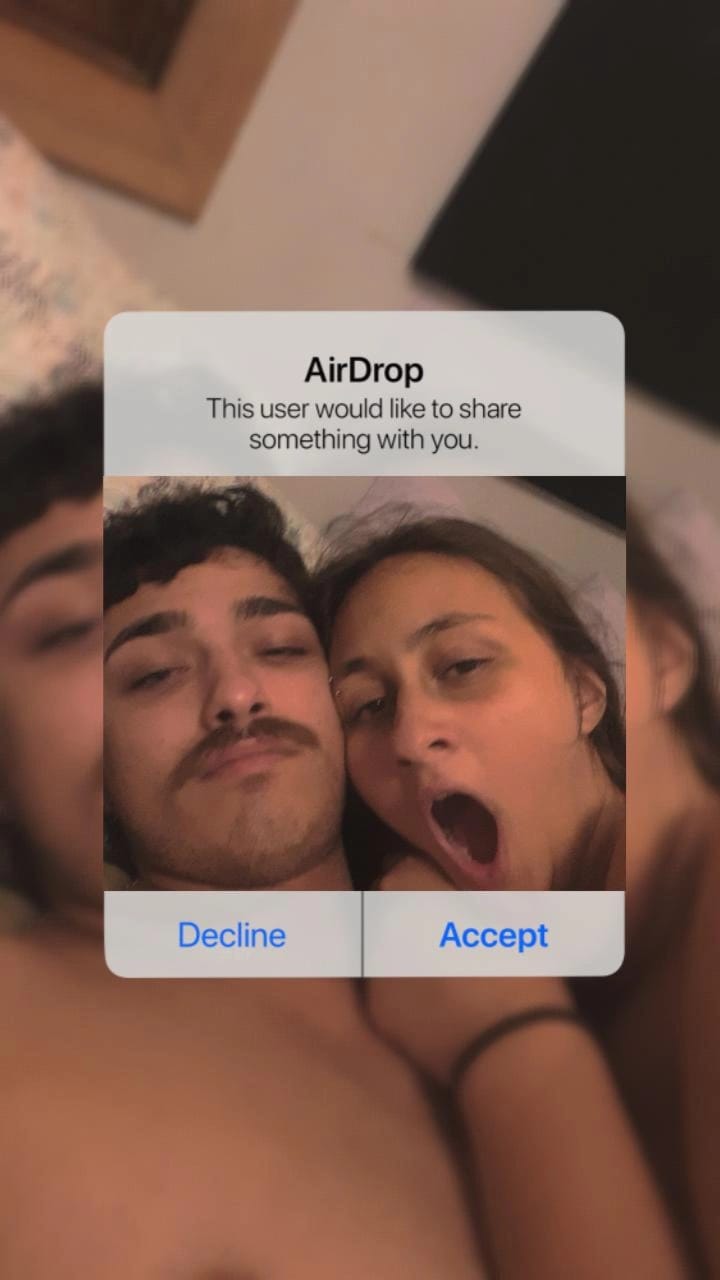 AirDrop
This user would like to share
something with you.
Decline
Accept